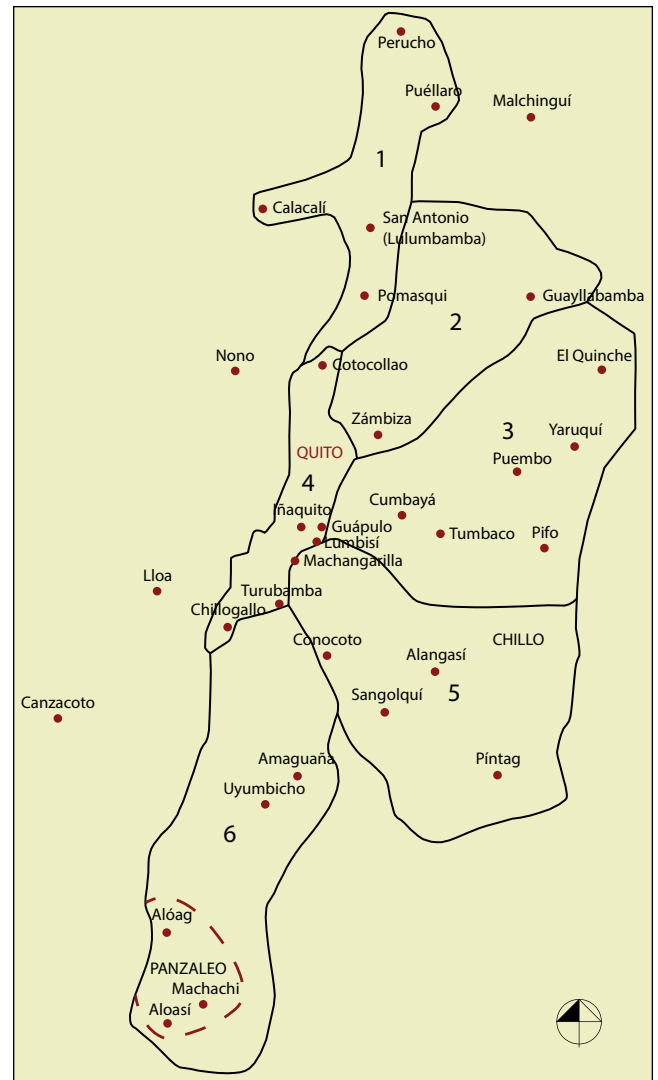 Perucho
Puéllaro
Malchinguí
1
Calacalí
San Antonio
(Lulumbamba)
Pomasqui
Guayllabamba
2
Nono
Cotocollao
El Quinche
Zámbiza
3
Yaruquí
QUITO
Puembo
4
Cumbayá
Iñaquito
Guápulo
Tumbaco
Pifo
Lumbisí
Machangarilla
Lloa
Turubamba
Chillogallo
Conocoto
CHILLO
Alangasí
Sangolquí
5
Canzacoto
Amaguaña
Píntag
Uyumbicho
6
Alóag
PANZALEO
Machachi
Aloasí